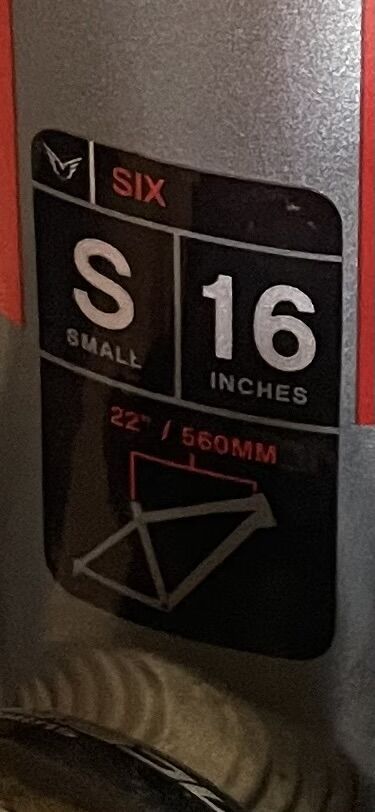 SIX
S
SMALL
16
INCHES
22" / 560MM